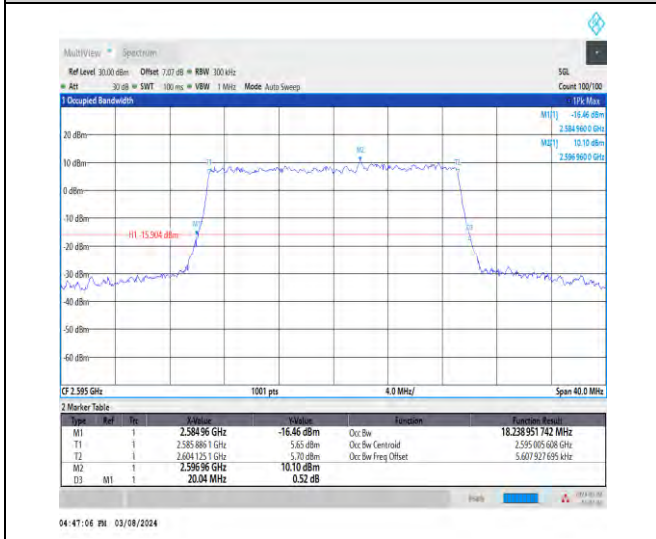 MultiView Spectrum
Ref Level 30.00 dBm Offset 7.07 dB RBW 300 kHz SGL
Att 30 dB SWT 100 ms VBW 1 MHz Mode Auto Sweep Count 100/100
1 Occupied Bandwidth 1Pk Max
M1[1] -16.46 dBm
2.584 960 0 GHz
20 dBm
M2[1] 10.10 dBm
2.596 960 0 GHz
M2
10 dBm
T1 T2
0 dBm
-10 dBm
M1
H1 -15.904 dBm
-20 dBm
-30 dBm
-40 dBm
-50 dBm
-60 dBm
CF 2.595 GHz 1001 pts 4.0 MHz/ Span 40.0 MHz
2 Marker Table
Type Ref Trc X-Value Y-Value Function Function Result
M1 1 2.584 96 GHz -16.46 dBm Occ Bw 18.238 951 742 MHz
T1 1 2.585 886 1 GHz 5.65 dBm Occ Bw Centroid 2.595 005 608 GHz
T2 1 2.604 125 1 GHz 5.70 dBm Occ Bw Freq Offset 5.607 927 695 kHz
M2 1 2.596 96 GHz 10.10 dBm
D3 M1 1 20.04 MHz 0.52 dB
Ready
04:47:06 PM 03/08/2024